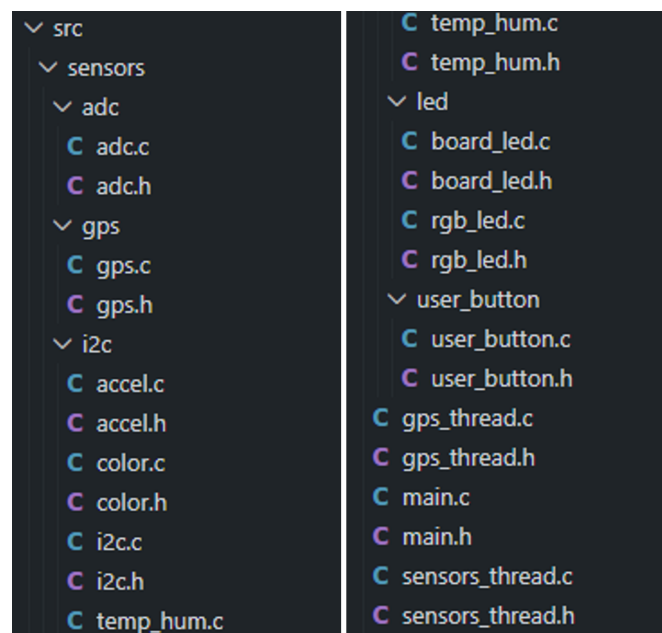 src
sensors
adc
C adc.c
C adc.h
gps
C gps.c
C gps.h
i2c
C accel.c
C accel.h
C color.c
C color.h
C i2c.c
C i2c.h
C temp_hum.c
C temp_hum.c
C temp_hum.h
led
C board_led.c
C board_led.h
C rgb_led.c
C rgb_led.h
user_button
C user_button.c
C user_button.h
C gps_thread.c
C gps_thread.h
C main.c
C main.h
C sensors_thread.c
C sensors_thread.h